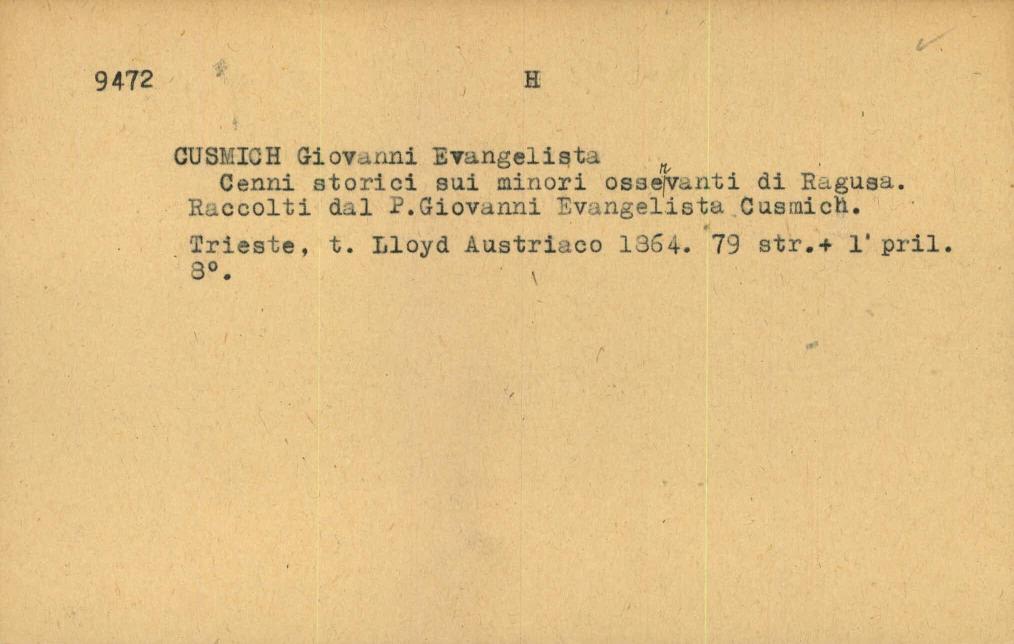 9472 H
CUSMICH Giovanni Evangelista
Cenni storici sui minori osservanti di Ragusa.
Raccolti dal P.Giovanni Evangelista Cusmich.
Trieste, t. Lloyd Austriaco 1864. 79 str.+ 1 pril.
8º.